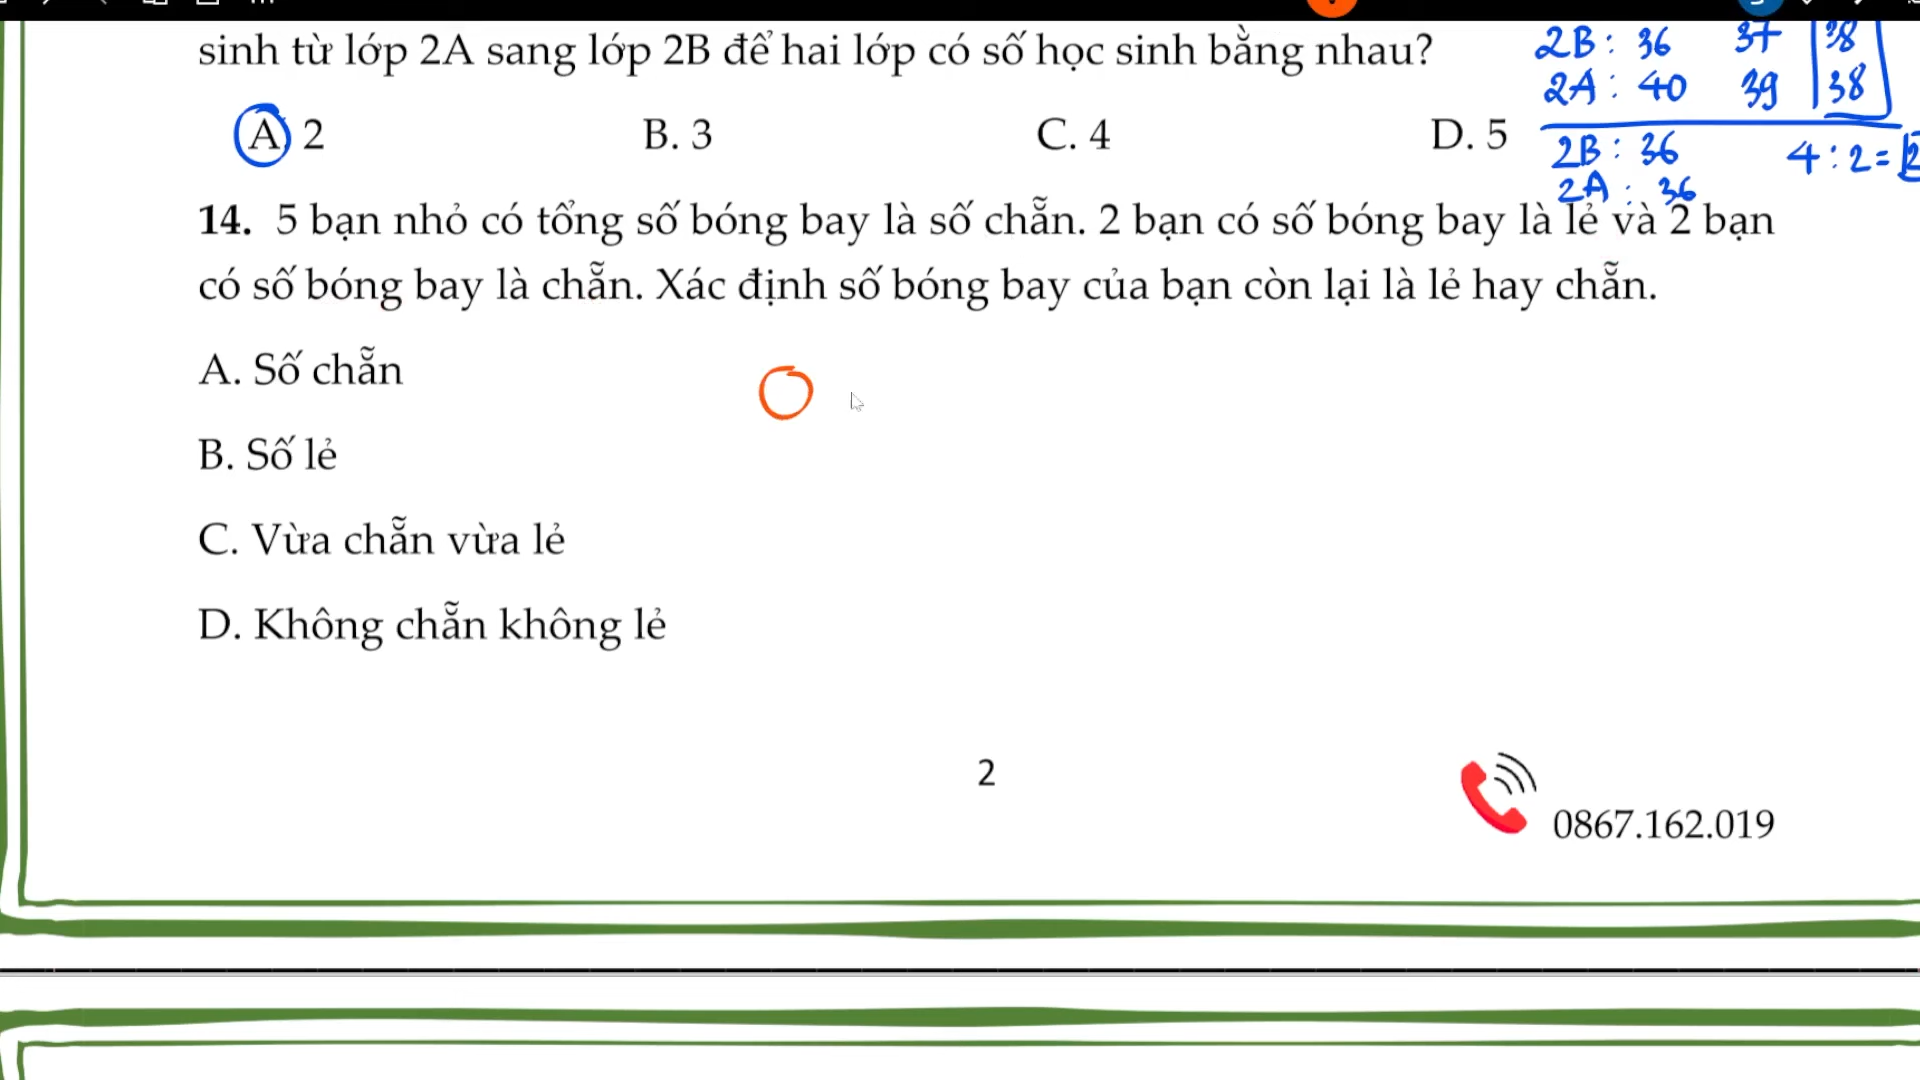 sinh từ lớp 2A sang lớp 2B để hai lớp có số học sinh bằng nhau?
2B : 36 37 38
2A : 40 39 38
A. 2 B. 3 C. 4 D. 5
2B : 36 4 : 2 = 2
2A : 36
14. 5 bạn nhỏ có tổng số bóng bay là số chẵn. 2 bạn có số bóng bay là lẻ và 2 bạn
có số bóng bay là chẵn. Xác định số bóng bay của bạn còn lại là lẻ hay chẵn.
A. Số chẵn
B. Số lẻ
C. Vừa chẵn vừa lẻ
D. Không chẵn không lẻ
2
0867.162.019